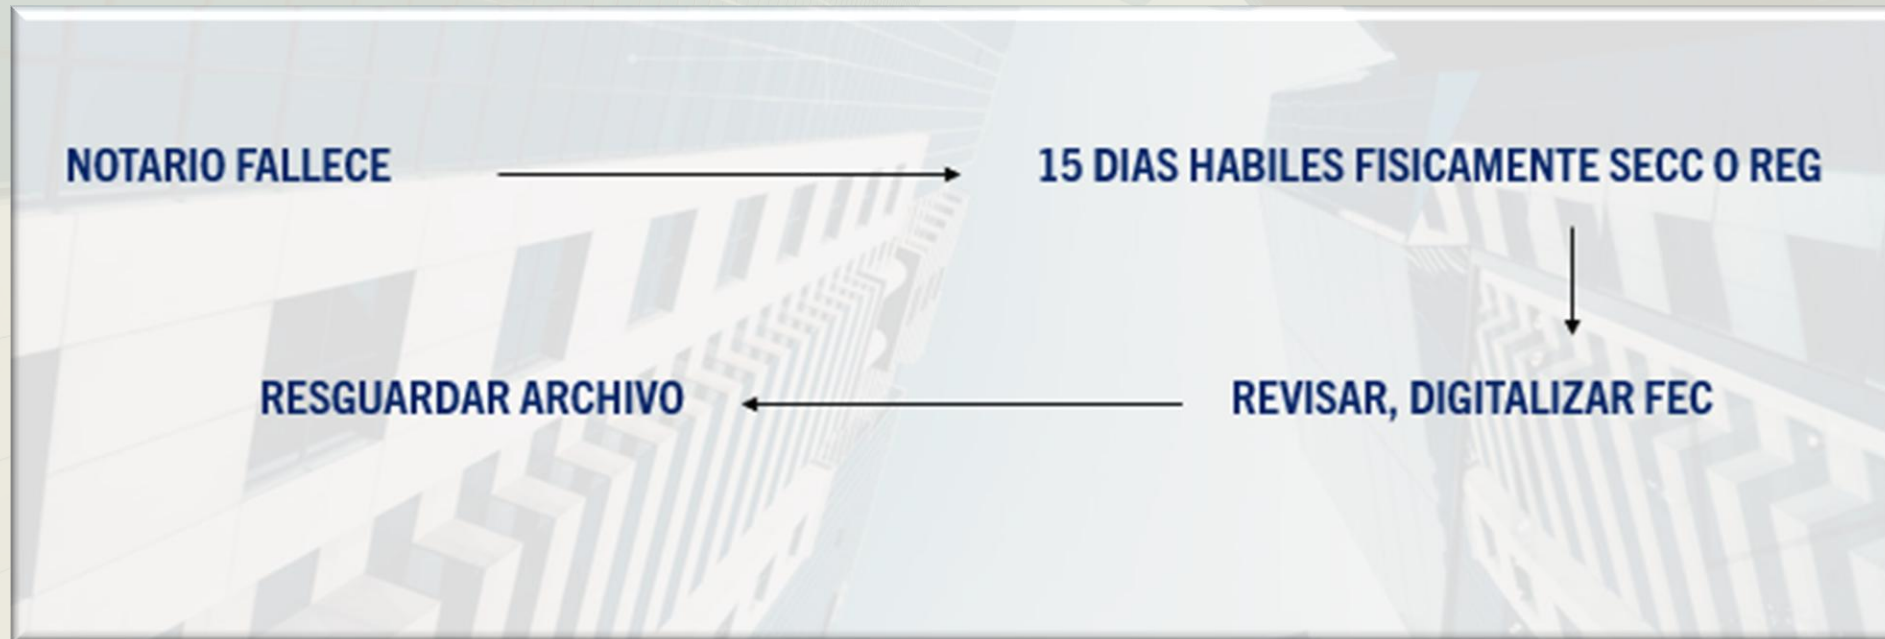 NOTARIO FALLECE
15 DIAS HABILES FISICAMENTE SECC O REG
REVISAR, DIGITALIZAR FEC
RESGUARDAR ARCHIVO